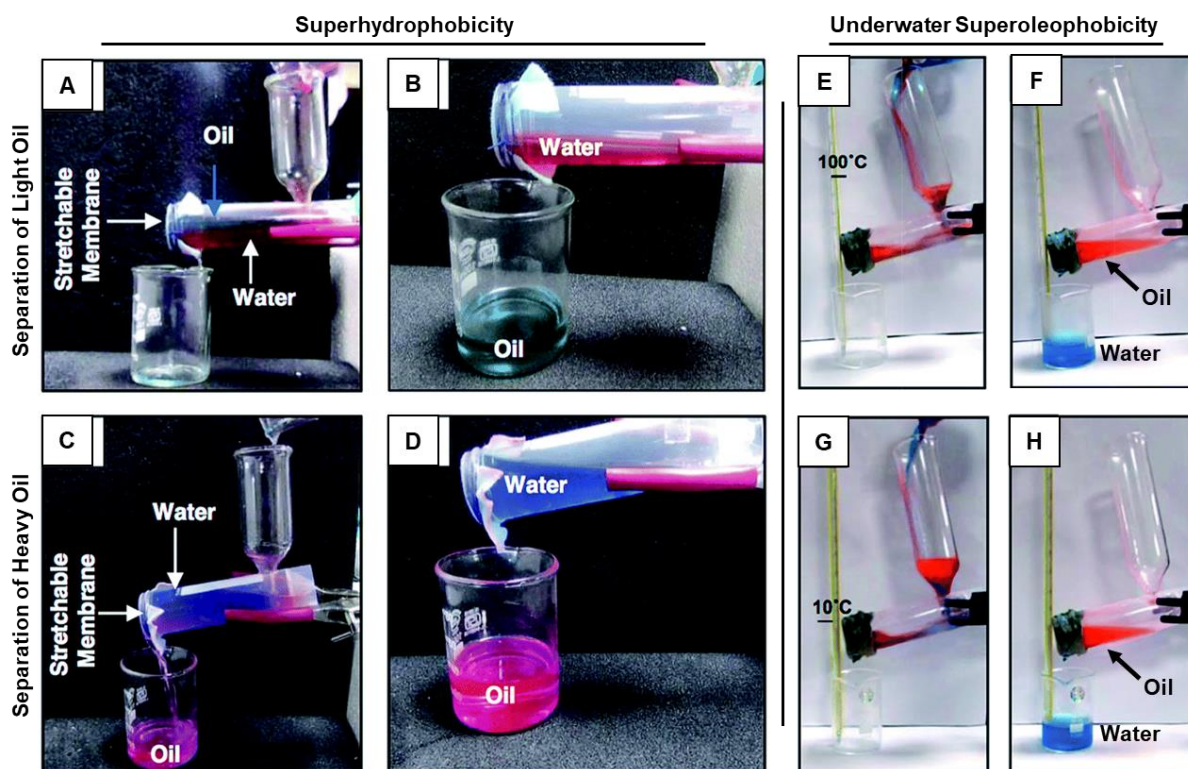 Superhydrophobicity
Underwater Superoleophobicity
Separation of Light Oil
A
Oil
Stretchable
Membrane
Water
B
Water
Oil
E
100°C
F
Oil
Water
Separation of Heavy Oil
C
Water
Stretchable
Membrane
Oil
D
Water
Oil
G
10°C
H
Oil
Water